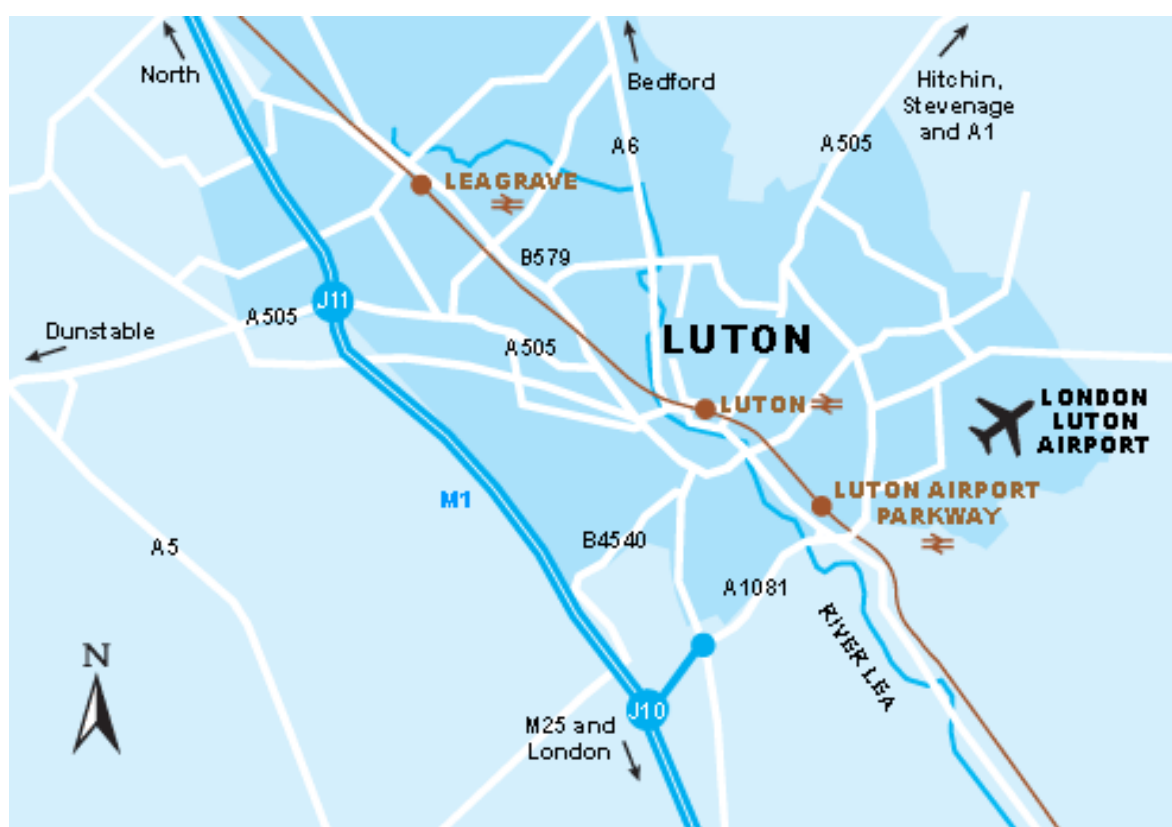 North
Bedford
Hitchin,
Stevenage
and A1
A6
A505
LEAGRAVE
B579
J11
A505
Dunstable
A505
LUTON
LUTON
LONDON
LUTON
AIRPORT
M1
LUTON AIRPORT
PARKWAY
A5
B4540
A1081
RIVER LEA
N
J10
M25 and
London